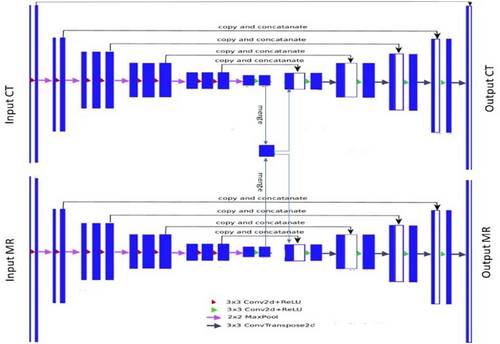 copy and concatanate
copy and concatanate
copy and concatanate
copy and concatanate
Input CT
Output CT
merge
merge
copy and concatanate
copy and concatanate
copy and concatanate
copy and concatanate
Input MR
Output MR
3x3 Conv2d+ReLU
3x3 Conv2d+ReLU
2x2 MaxPool
3x3 ConvTranspose2d